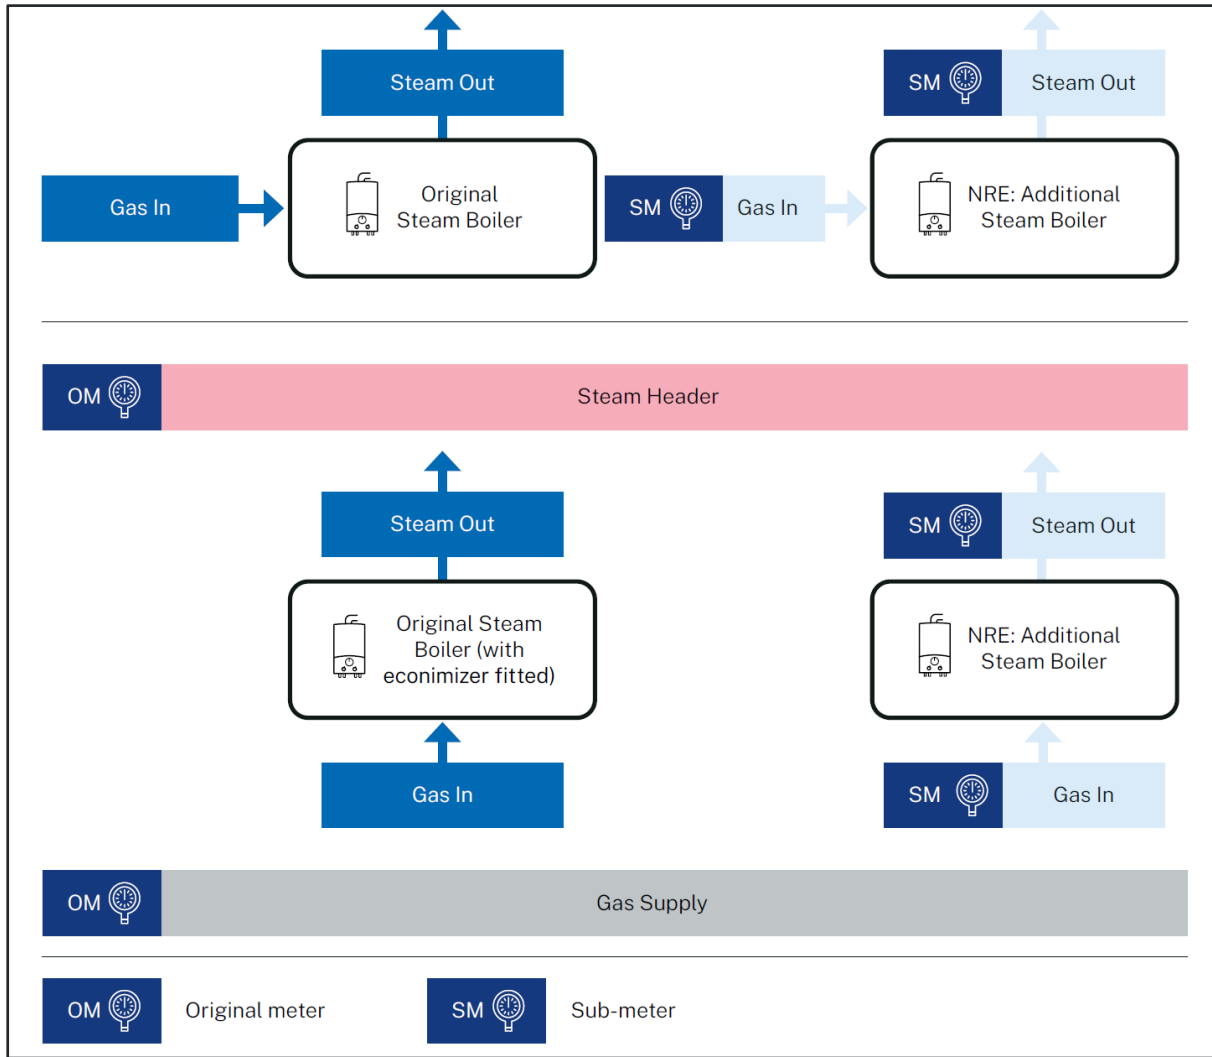 Steam Out
SM
Steam Out
Gas In
Original
Steam Boiler
SM
Gas In
NRE: Additional
Steam Boiler
OM
Steam Header
Steam Out
SM
Steam Out
Original Steam
Boiler (with
econimizer fitted)
NRE: Additional
Steam Boiler
Gas In
SM
Gas In
OM
Gas Supply
OM
Original meter
SM
Sub-meter